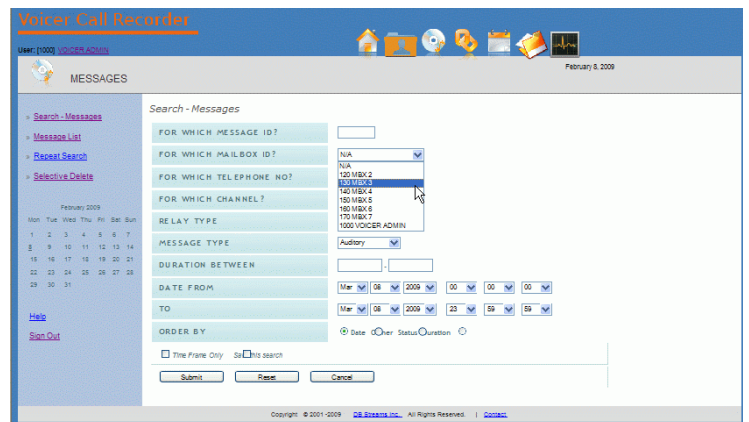 Voicer Call Recorder
User: [1000] VOICER ADMIN
February 8, 2009
MESSAGES
Search - Messages
Message List
Repeat Search
Selective Delete
February 2009
Mon Tue Wed Thu Fri Sat Sun
1 2 3 4 5 6 7
8 9 10 11 12 13 14
15 16 17 18 19 20 21
22 23 24 25 26 27 28
29 30 31
Help
Sign Out
Search - Messages
FOR WHICH MESSAGE ID?
FOR WHICH MAILBOX ID? N/A
N/A
120 MBX 2
130 MBX 3
140 MBX 4
150 MBX 5
160 MBX 6
170 MBX 7
1000 VOICER ADMIN
FOR WHICH TELEPHONE NO?
FOR WHICH CHANNEL?
RELAY TYPE
MESSAGE TYPE Auditory
DURATION BETWEEN -
DATE FROM Mar 08 2009 00 00 00
TO Mar 08 2009 23 59 59
ORDER BY Date Status
Time Frame Only this search
Submit Reset Cancel
Copyright © 2001-2009 DB Streams Inc. All Rights Reserved. | Contact